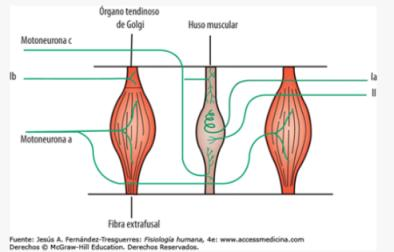 Órgano tendinoso
de Golgi
Huso muscular
Motoneurona c
Ib
Ia
II
Motoneurona a
Fibra extrafusal
Fuente: Jesús A. Fernández-Tresguerres: Fisiología humana, 4e: www.accessmedicina.com
Derechos © McGraw-Hill Education. Derechos Reservados.